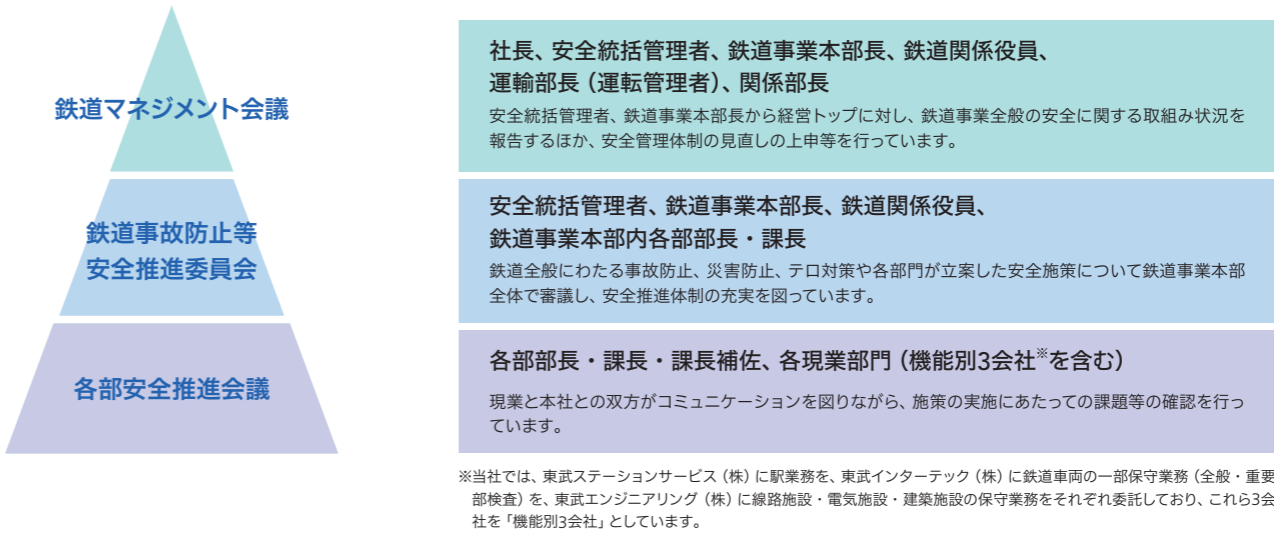 鉄道マネジメント会議
社長、安全統括管理者、鉄道事業本部長、鉄道関係役員、
運輸部長（運転管理者）、関係部長
安全統括管理者、鉄道事業本部長から経営トップに対し、鉄道事業全般の安全に関する取組み状況を
報告するほか、安全管理体制の見直しの上申等を行っています。
鉄道事故防止等
安全推進委員会
安全統括管理者、鉄道事業本部長、鉄道関係役員、
鉄道事業本部内各部部長・課長
鉄道全般にわたる事故防止、災害防止、テロ対策や各部門が立案した安全施策について鉄道事業本部
全体で審議し、安全推進体制の充実を図っています。
各部安全推進会議
各部部長・課長・課長補佐、各現業部門（機能別3会社※を含む）
現業と本社との双方がコミュニケーションを図りながら、施策の実施にあたっての課題等の確認を行っ
ています。
※当社では、東武ステーションサービス（株）に駅業務を、東武インターテック（株）に鉄道車両の一部保守業務（全般・重要
部検査）を、東武エンジニアリング（株）に線路施設・電気施設・建築施設の保守業務をそれぞれ委託しており、これら3会
社を「機能別3会社」としています。